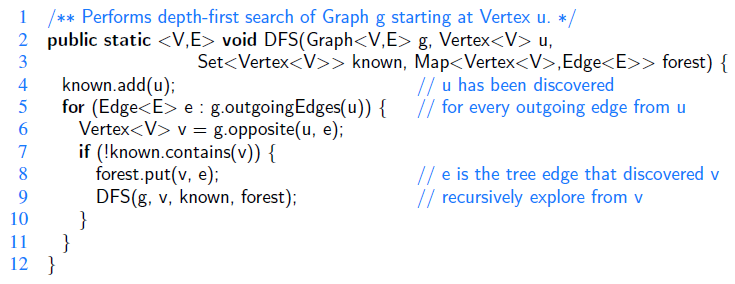 1 /** Performs depth-first search of Graph g starting at Vertex u. */
2 public static <V,E> void DFS(Graph<V,E> g, Vertex<V> u,
3 Set<Vertex<V>> known, Map<Vertex<V>,Edge<E>> forest) {
4 known.add(u); // u has been discovered
5 for (Edge<E> e : g.outgoingEdges(u)) { // for every outgoing edge from u
6 Vertex<V> v = g.opposite(u, e);
7 if (!known.contains(v)) {
8 forest.put(v, e); // e is the tree edge that discovered v
9 DFS(g, v, known, forest); // recursively explore from v
10 }
11 }
12 }